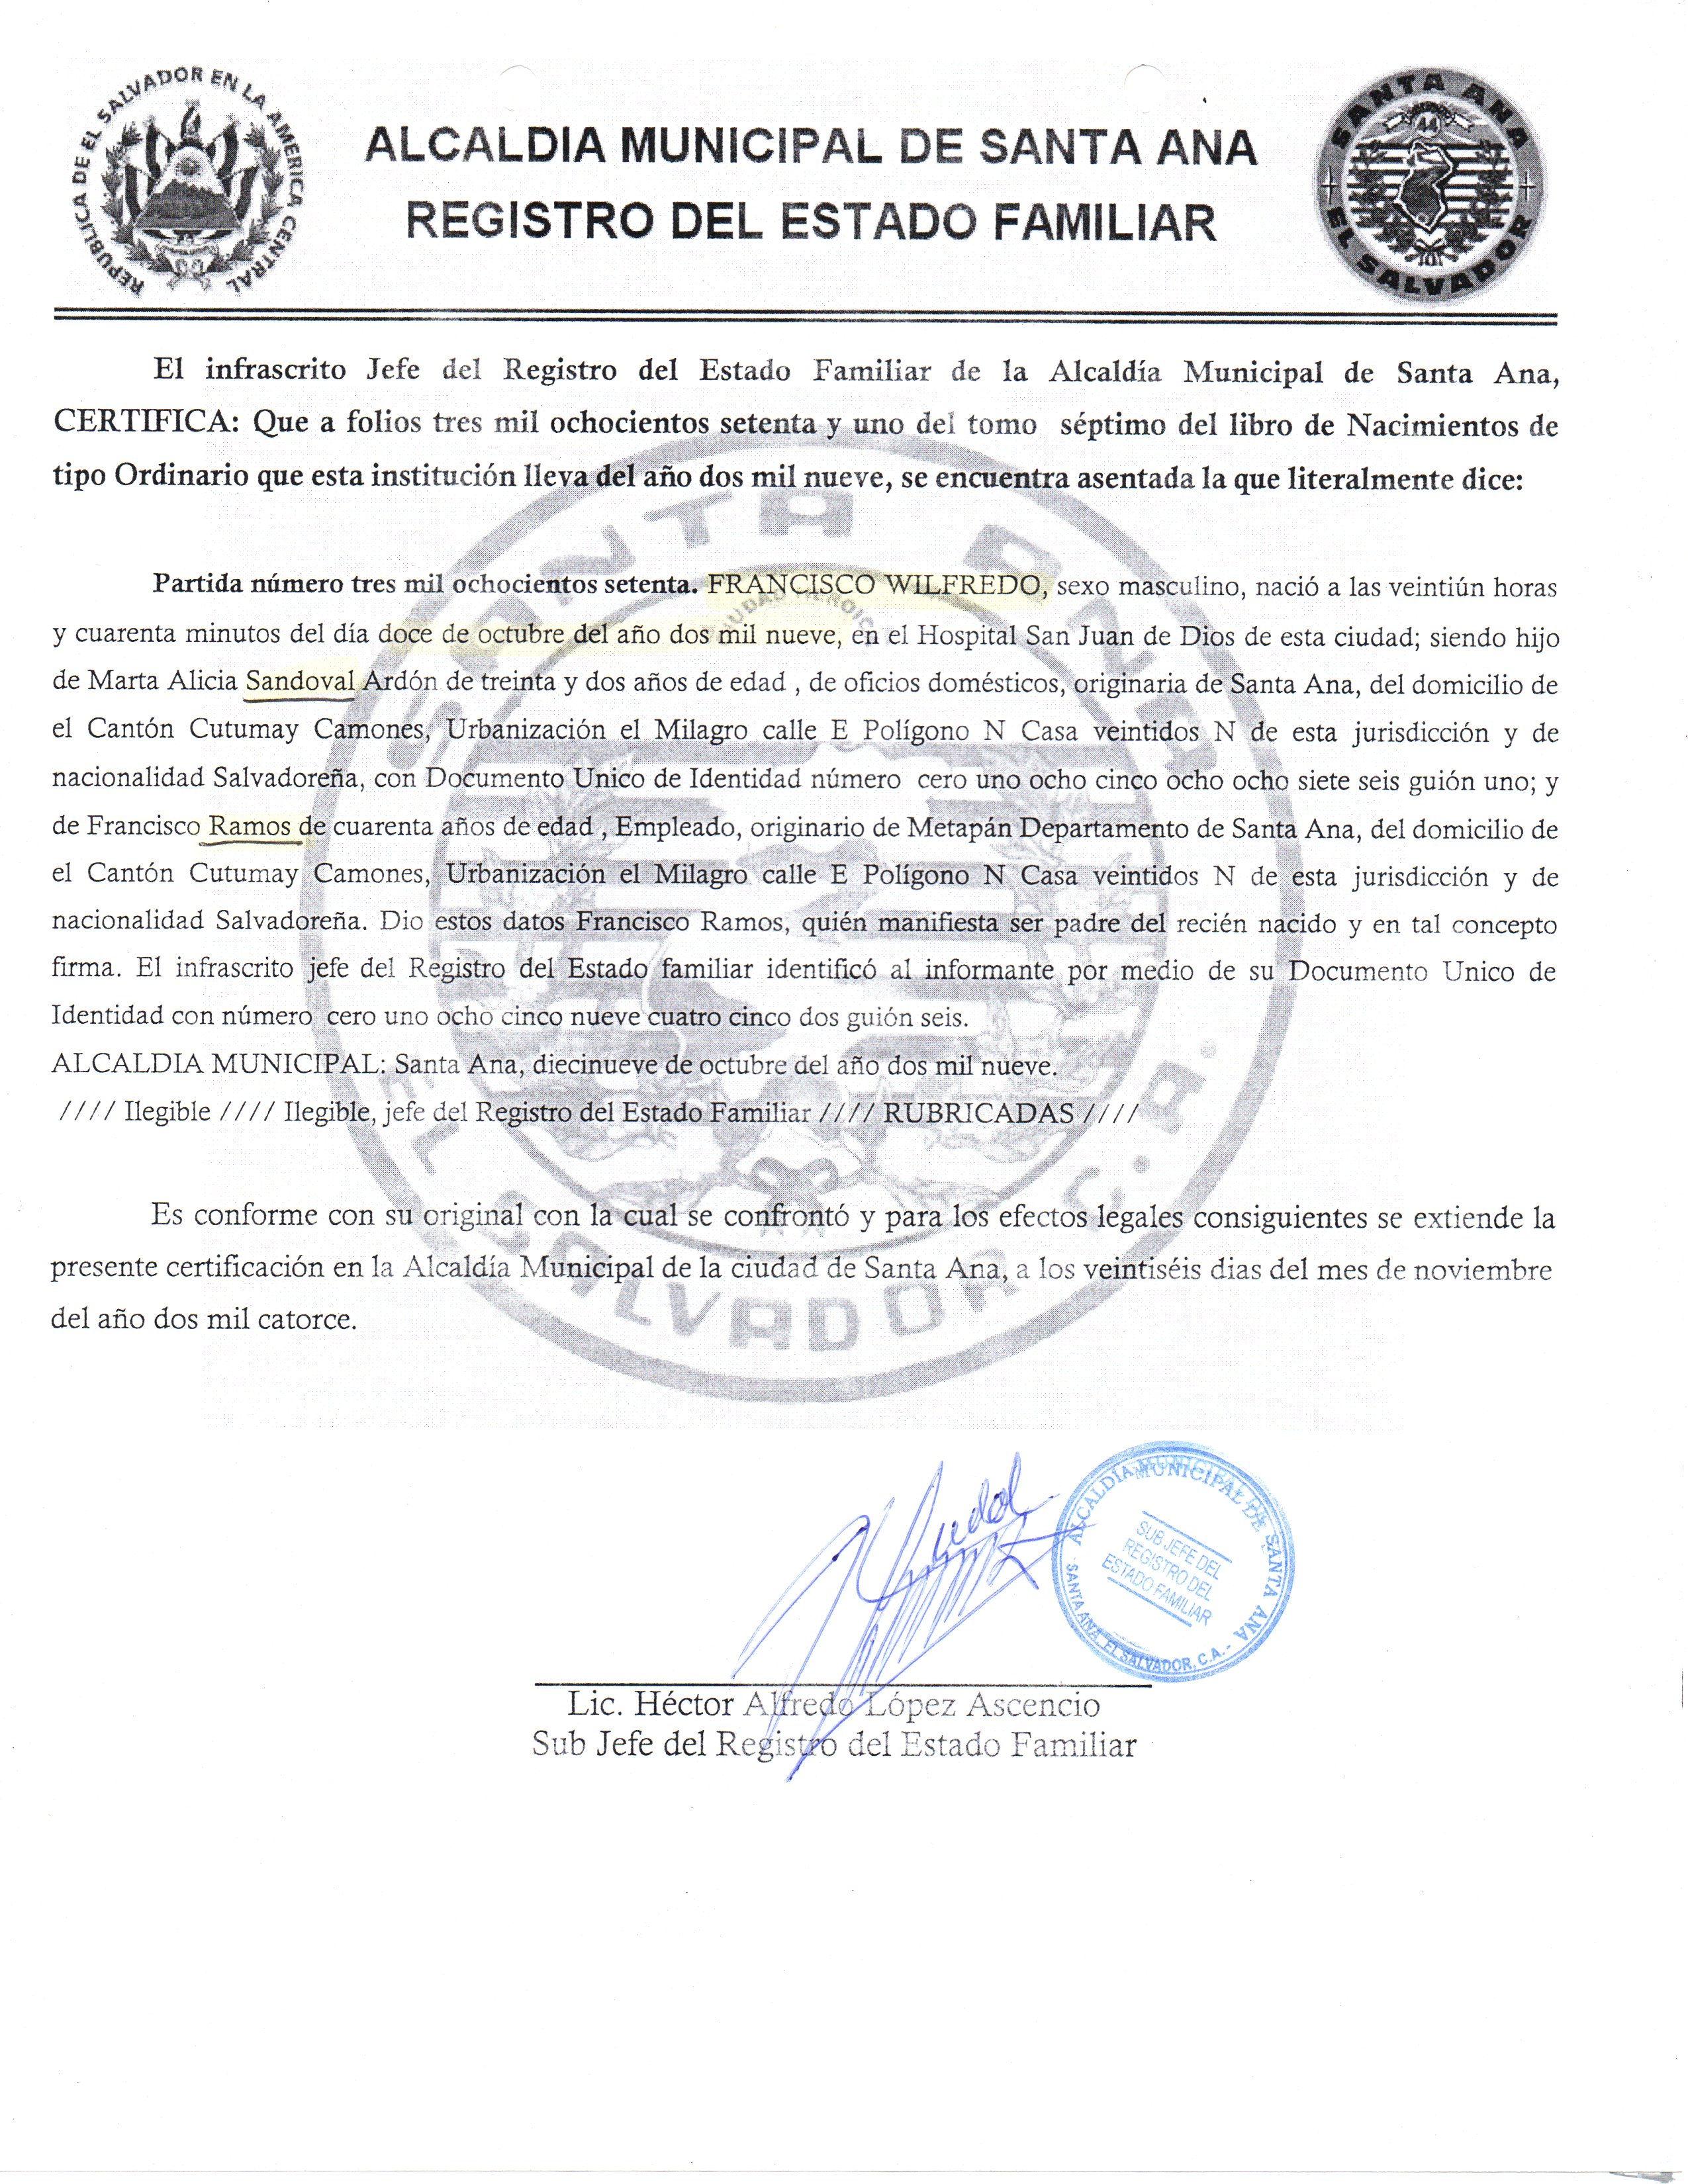 REPUBLICA DE EL SALVADOR EN LA AMERICA CENTRAL
ALCALDIA MUNICIPAL DE SANTA ANA
REGISTRO DEL ESTADO FAMILIAR
SANTA ANA
EL SALVADOR
El infrascrito Jefe del Registro del Estado Familiar de la Alcaldía Municipal de Santa Ana,
CERTIFICA: Que a folios tres mil ochocientos setenta y uno del tomo séptimo del libro de Nacimientos de
tipo Ordinario que esta institución lleva del año dos mil nueve, se encuentra asentada la que literalmente dice:
Partida número tres mil ochocientos setenta. FRANCISCO WILFREDO, sexo masculino, nació a las veintiún horas
y cuarenta minutos del día doce de octubre del año dos mil nueve, en el Hospital San Juan de Dios de esta ciudad; siendo hijo
de Marta Alicia Sandoval Ardón de treinta y dos años de edad , de oficios domésticos, originaria de Santa Ana, del domicilio de
el Cantón Cutumay Camones, Urbanización el Milagro calle E Polígono N Casa veintidos N de esta jurisdicción y de
nacionalidad Salvadoreña, con Documento Unico de Identidad número cero uno ocho cinco ocho ocho siete seis guión uno; y
de Francisco Ramos de cuarenta años de edad , Empleado, originario de Metapán Departamento de Santa Ana, del domicilio de
el Cantón Cutumay Camones, Urbanización el Milagro calle E Polígono N Casa veintidos N de esta jurisdicción y de
nacionalidad Salvadoreña. Dio estos datos Francisco Ramos, quién manifiesta ser padre del recién nacido y en tal concepto
firma. El infrascrito jefe del Registro del Estado familiar identificó al informante por medio de su Documento Unico de
Identidad con número cero uno ocho cinco nueve cuatro cinco dos guión seis.
ALCALDIA MUNICIPAL: Santa Ana, diecinueve de octubre del año dos mil nueve.
//// Ilegible //// Ilegible, jefe del Registro del Estado Familiar //// RUBRICADAS ////
Es conforme con su original con la cual se confrontó y para los efectos legales consiguientes se extiende la
presente certificación en la Alcaldía Municipal de la ciudad de Santa Ana, a los veintiséis dias del mes de noviembre
del año dos mil catorce.
SANTA ANA
CIUDAD HEROICA
EL SALVADOR C.A.
ALCALDÍA MUNICIPAL DE SANTA ANA
SUB JEFE DEL
REGISTRO DEL
ESTADO FAMILIAR
SANTA ANA, EL SALVADOR, C.A.
Lic. Héctor Alfredo López Ascencio
Sub Jefe del Registro del Estado Familiar